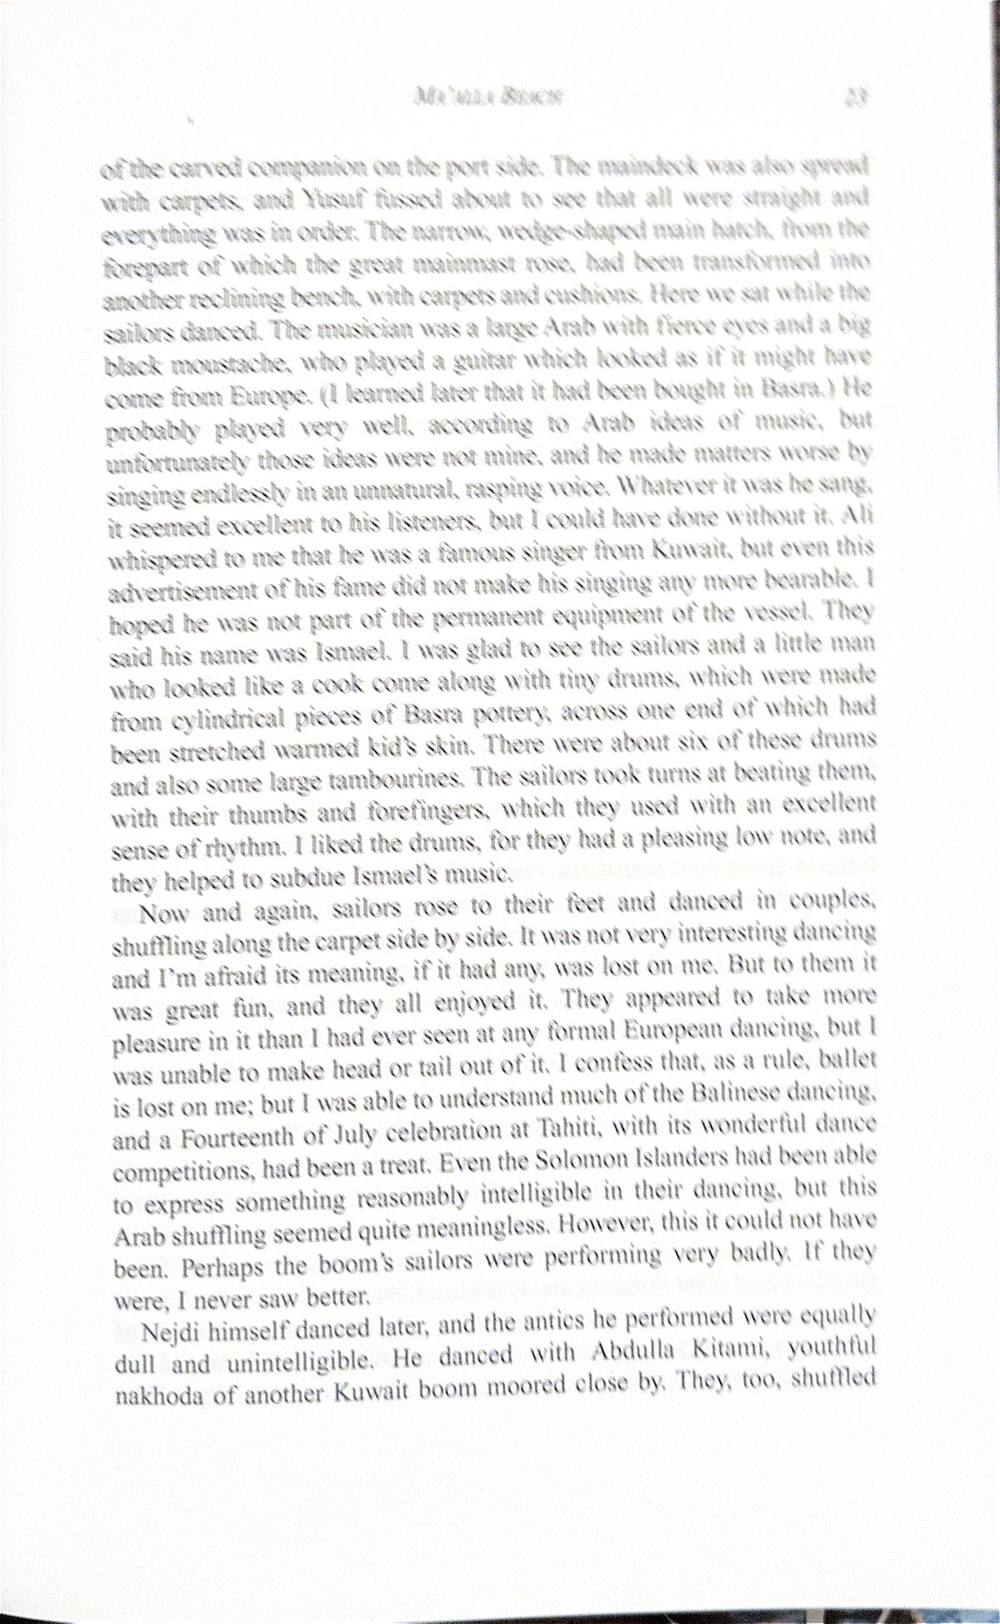 MA'ALLA BEACH 23
of the carved companion on the port side. The maindeck was also spread
with carpets, and Yusuf fussed about to see that all were straight and
everything was in order. The narrow, wedge-shaped main hatch, from the
forepart of which the great mainmast rose, had been transformed into
another reclining bench, with carpets and cushions. Here we sat while the
sailors danced. The musician was a large Arab with fierce eyes and a big
black moustache, who played a guitar which looked as if it might have
come from Europe. (I learned later that it had been bought in Basra.) He
probably played very well, according to Arab ideas of music, but
unfortunately those ideas were not mine, and he made matters worse by
singing endlessly in an unnatural, rasping voice. Whatever it was he sang,
it seemed excellent to his listeners, but I could have done without it. Ali
whispered to me that he was a famous singer from Kuwait, but even this
advertisement of his fame did not make his singing any more bearable. I
hoped he was not part of the permanent equipment of the vessel. They
said his name was Ismael. I was glad to see the sailors and a little man
who looked like a cook come along with tiny drums, which were made
from cylindrical pieces of Basra pottery, across one end of which had
been stretched warmed kid's skin. There were about six of these drums
and also some large tambourines. The sailors took turns at beating them,
with their thumbs and forefingers, which they used with an excellent
sense of rhythm. I liked the drums, for they had a pleasing low note, and
they helped to subdue Ismael's music.
Now and again, sailors rose to their feet and danced in couples,
shuffling along the carpet side by side. It was not very interesting dancing
and I'm afraid its meaning, if it had any, was lost on me. But to them it
was great fun, and they all enjoyed it. They appeared to take more
pleasure in it than I had ever seen at any formal European dancing, but I
was unable to make head or tail out of it. I confess that, as a rule, ballet
is lost on me; but I was able to understand much of the Balinese dancing,
and a Fourteenth of July celebration at Tahiti, with its wonderful dance
competitions, had been a treat. Even the Solomon Islanders had been able
to express something reasonably intelligible in their dancing, but this
Arab shuffling seemed quite meaningless. However, this it could not have
been. Perhaps the boom's sailors were performing very badly. If they
were, I never saw better.
Nejdi himself danced later, and the antics he performed were equally
dull and unintelligible. He danced with Abdulla Kitami, youthful
nakhoda of another Kuwait boom moored close by. They, too, shuffled